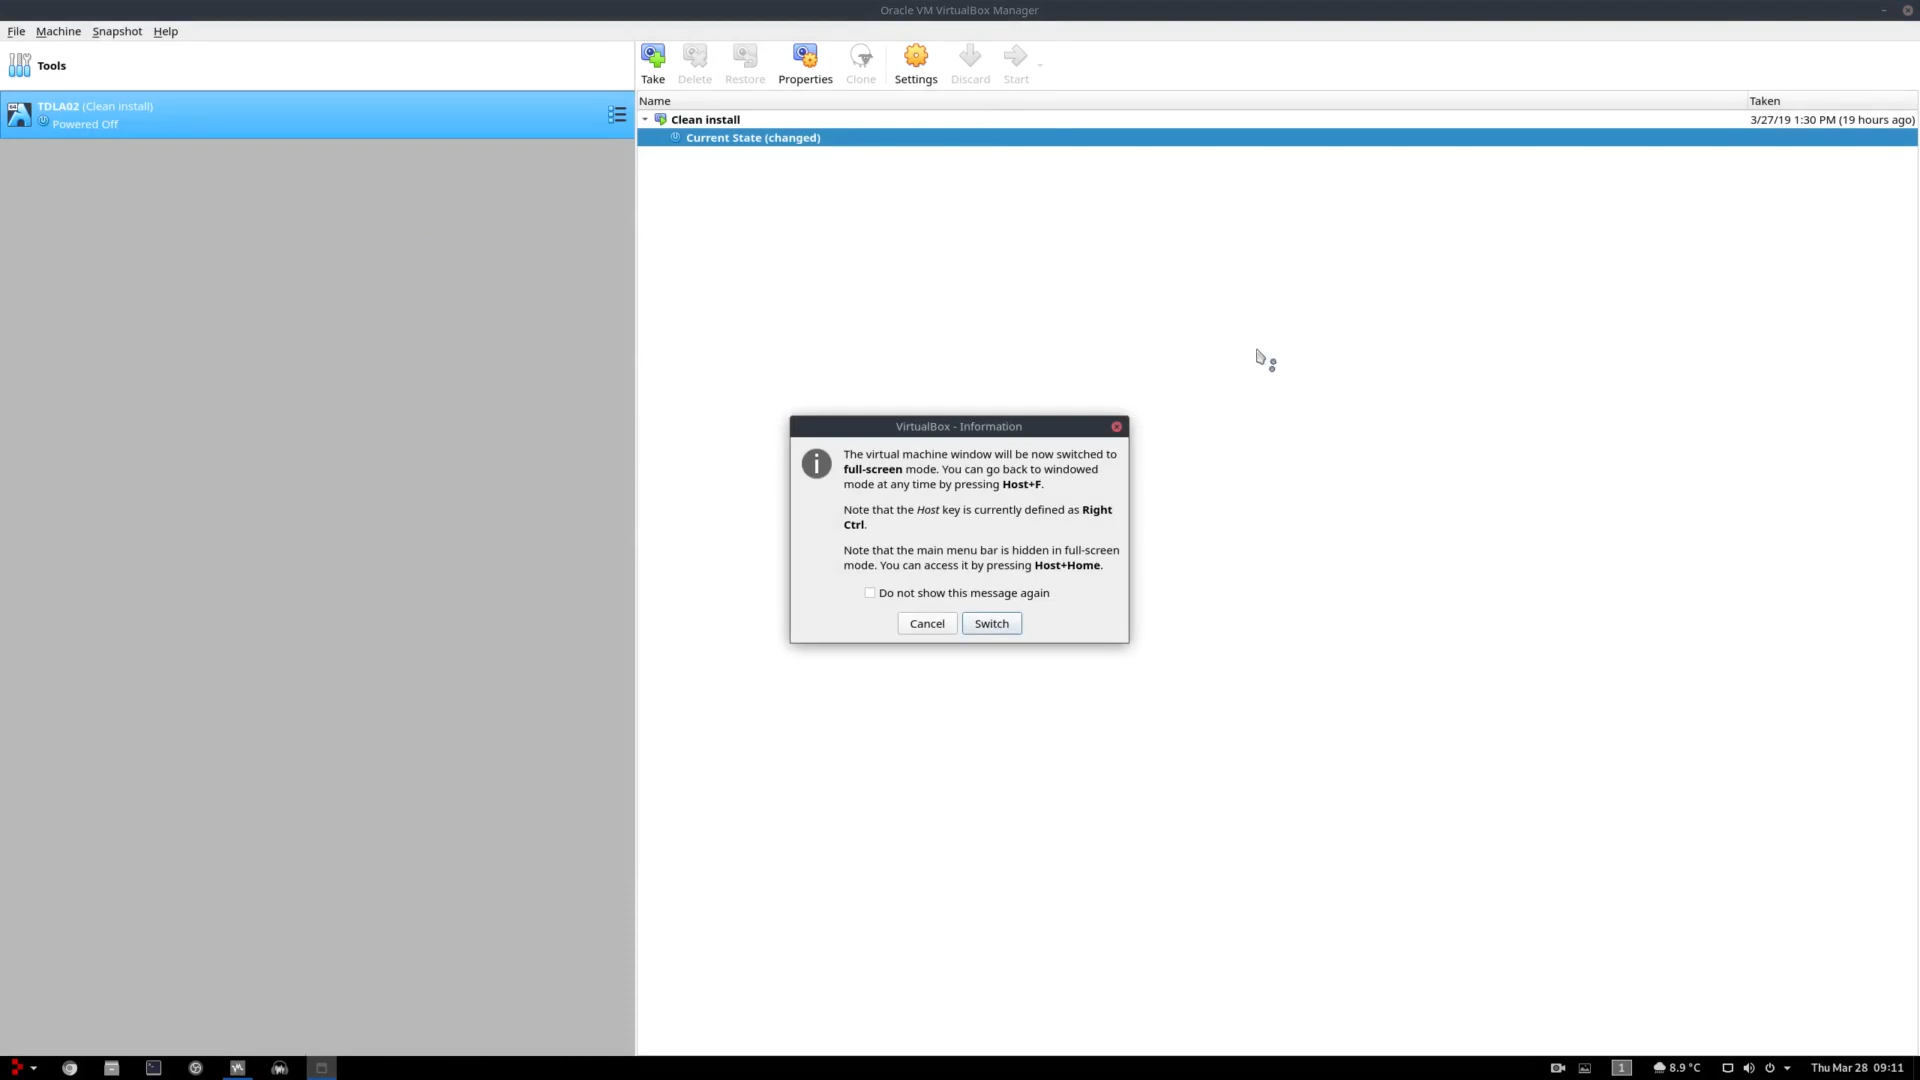 Oracle VM VirtualBox Manager
File Machine Snapshot Help
Tools
Take Delete Restore Properties Clone Settings Discard Start
64
TDLA02 (Clean install)
Powered Off
Name Taken
Clean install 3/27/19 1:30 PM (19 hours ago)
Current State (changed)
VirtualBox - Information
The virtual machine window will be now switched to
full-screen mode. You can go back to windowed
mode at any time by pressing Host+F.
Note that the Host key is currently defined as Right
Ctrl.
Note that the main menu bar is hidden in full-screen
mode. You can access it by pressing Host+Home.
Do not show this message again
Cancel Switch
1 8.9 °C Thu Mar 28 09:11